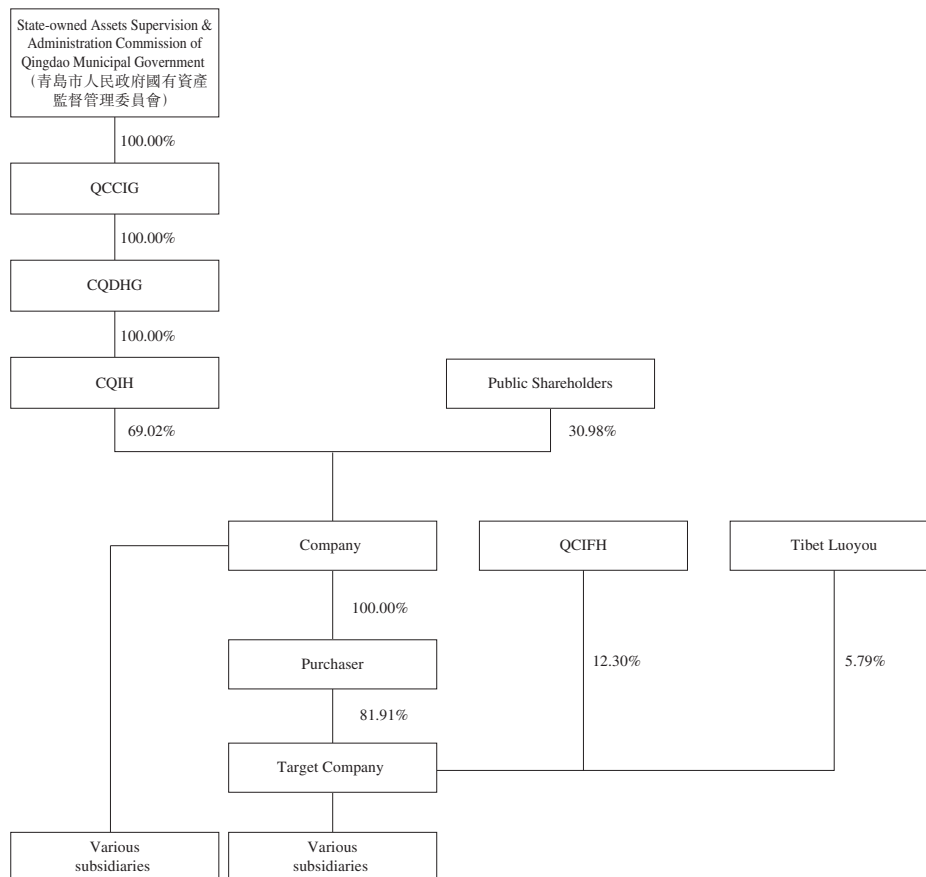 State-owned Assets Supervision &
Administration Commission of
Qingdao Municipal Government
（青島市人民政府國有資產
監督管理委員會）
100.00%
QCCIG
100.00%
CQDHG
100.00%
CQIH
Public Shareholders
69.02%
30.98%
Company
QCIFH
Tibet Luoyou
100.00%
Purchaser
12.30%
5.79%
81.91%
Target Company
Various
subsidiaries
Various
subsidiaries